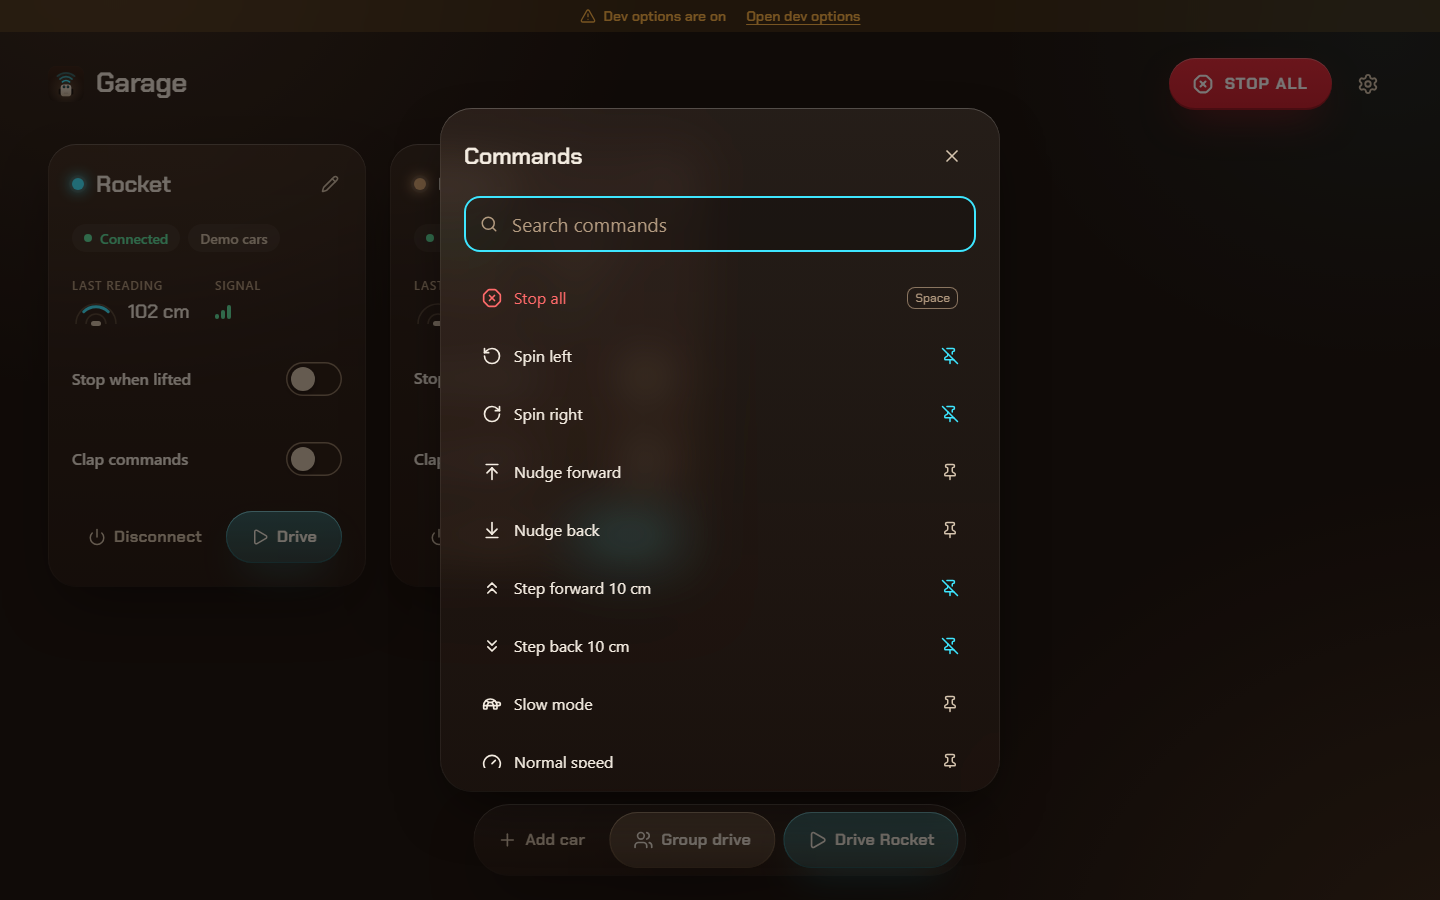 Dev options are on Open dev options
Garage
STOP ALL
Rocket
Connected Demo cars
LAST READING SIGNAL
102 cm
Stop when lifted
Clap commands
Disconnect Drive
Commands
Search commands
Stop all Space
Spin left
Spin right
Nudge forward
Nudge back
Step forward 10 cm
Step back 10 cm
Slow mode
Normal speed
Add car Group drive Drive Rocket